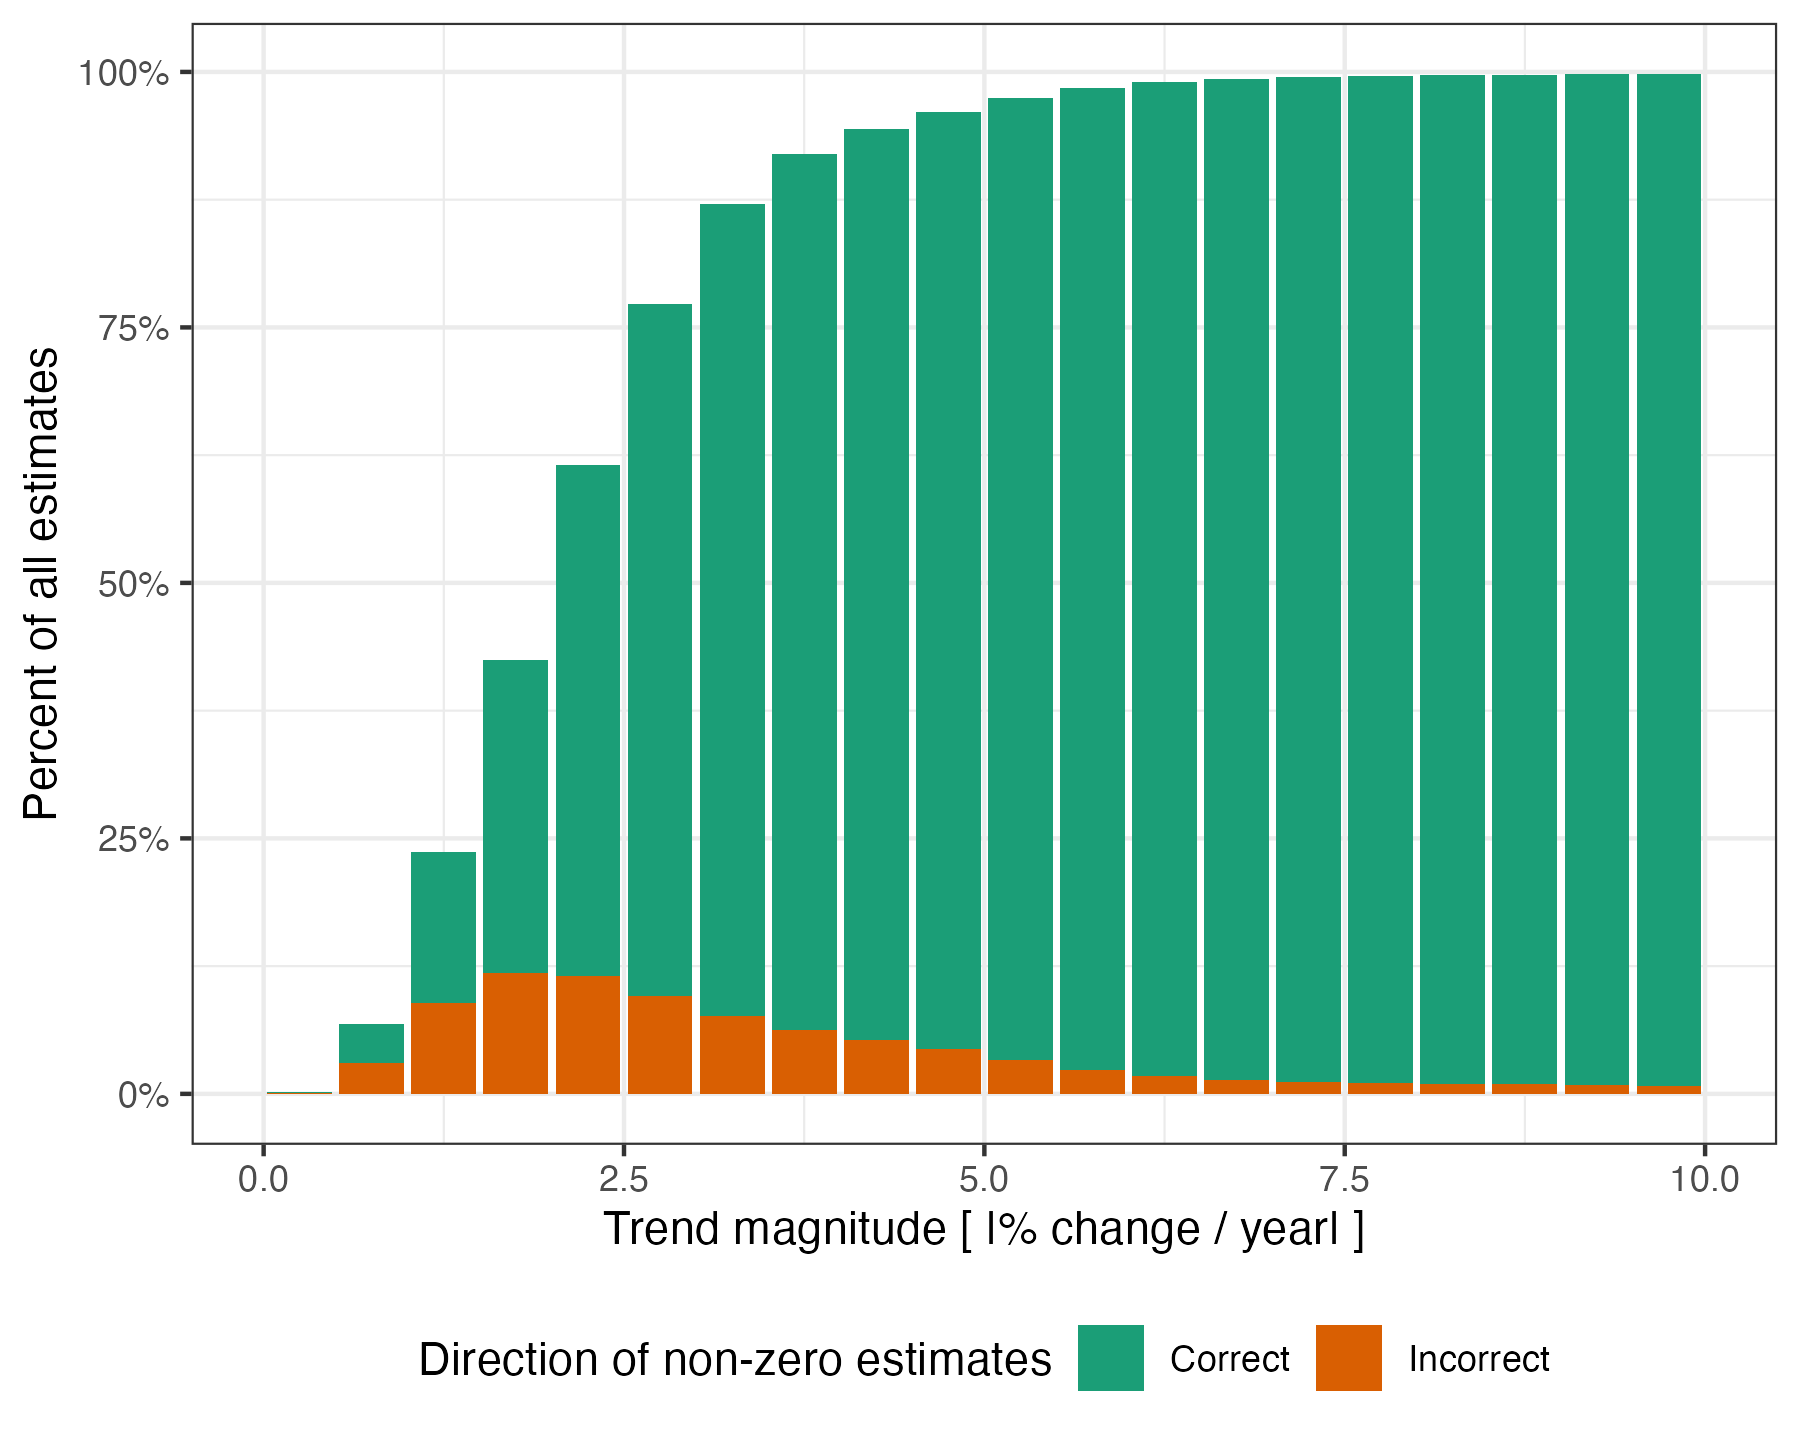 100%
75%
50%
25%
0%
Percent of all estimates
0.0 2.5 5.0 7.5 10.0
Trend magnitude [ |% change / year| ]
Direction of non-zero estimates Correct Incorrect